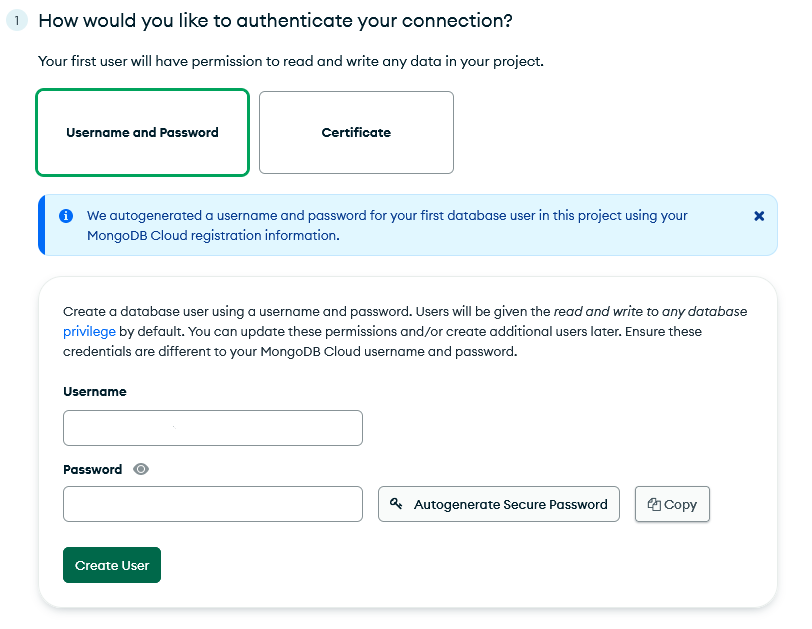 1 How would you like to authenticate your connection?
Your first user will have permission to read and write any data in your project.
Username and Password
Certificate
We autogenerated a username and password for your first database user in this project using your
MongoDB Cloud registration information.
Create a database user using a username and password. Users will be given the read and write to any database
privilege by default. You can update these permissions and/or create additional users later. Ensure these
credentials are different to your MongoDB Cloud username and password.
Username
Password
Autogenerate Secure Password
Copy
Create User